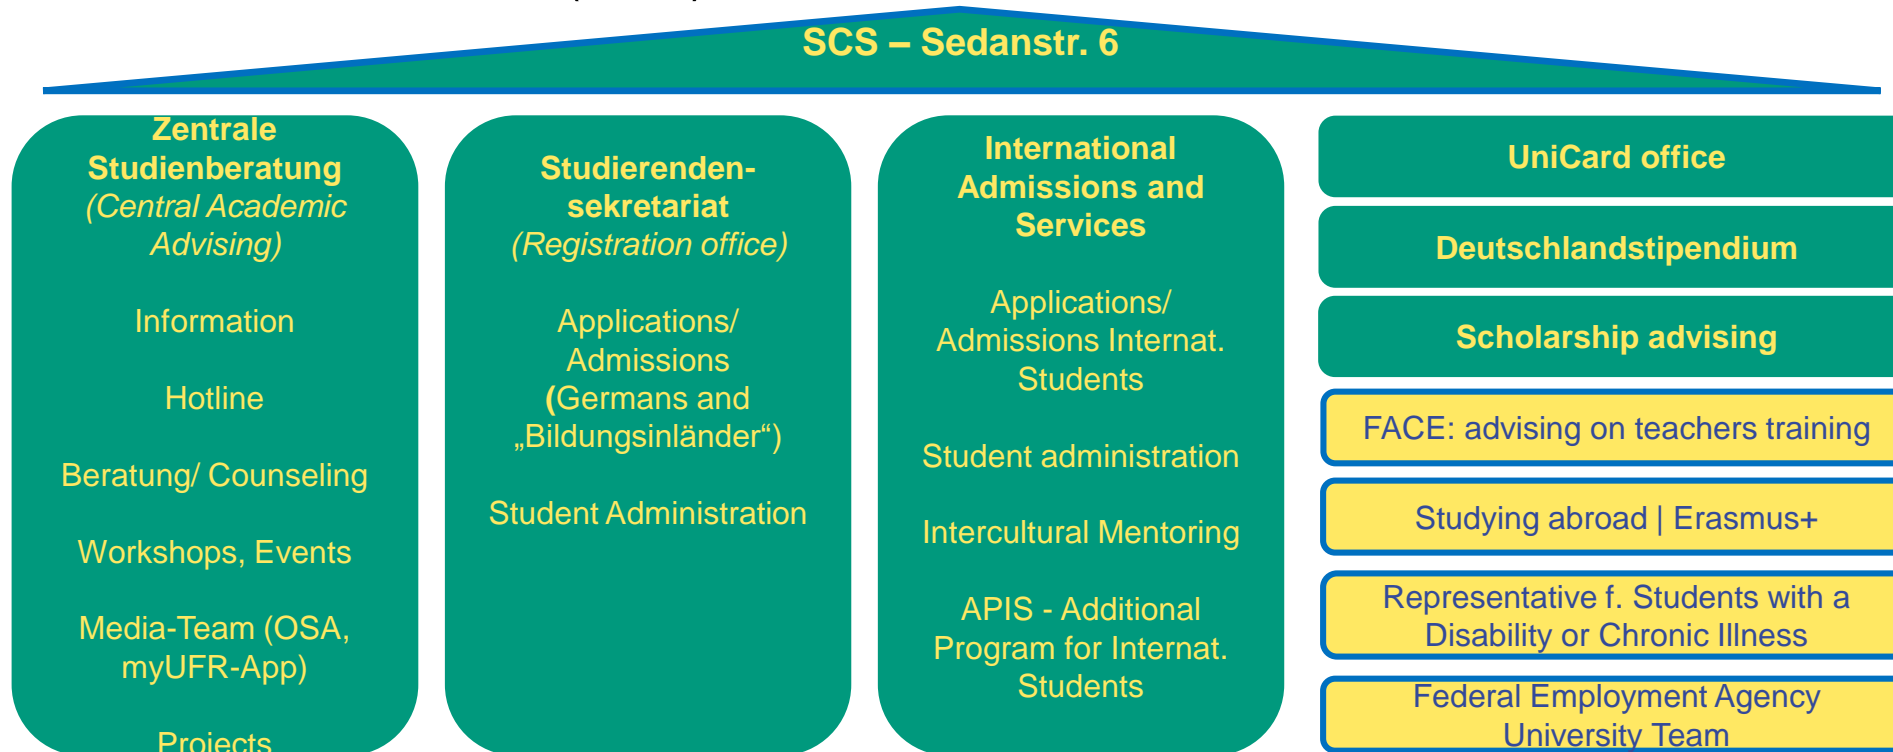 SCS – Sedanstr. 6
Zentrale
Studienberatung
(Central Academic
Advising)
Information
Hotline
Beratung/ Counseling
Workshops, Events
Media-Team (OSA,
myUFR-App)
Projects
Studierenden-
sekretariat
(Registration office)
Applications/
Admissions
(Germans and
„Bildungsinländer“)
Student Administration
International
Admissions and
Services
Applications/
Admissions Internat.
Students
Student administration
Intercultural Mentoring
APIS - Additional
Program for Internat.
Students
UniCard office
Deutschlandstipendium
Scholarship advising
FACE: advising on teachers training
Studying abroad | Erasmus+
Representative f. Students with a
Disability or Chronic Illness
Federal Employment Agency
University Team